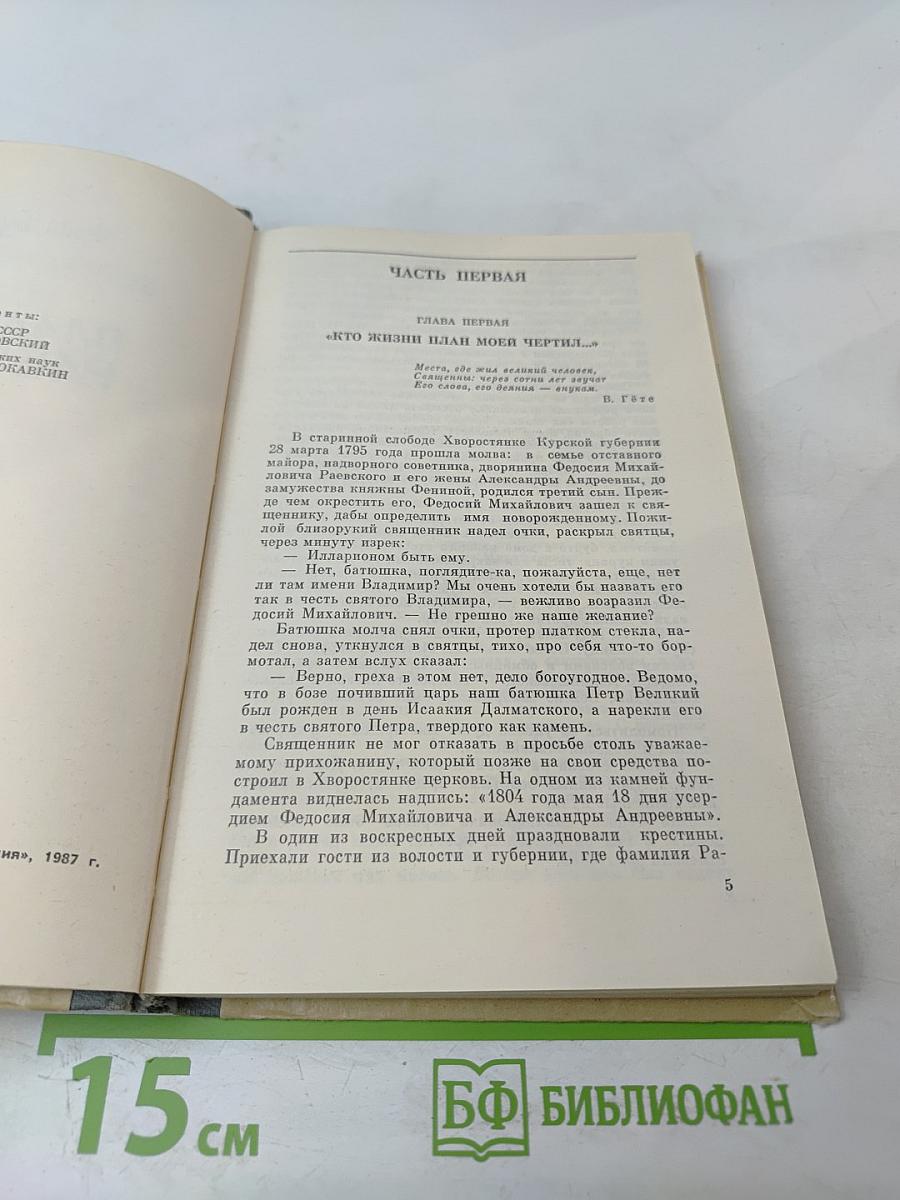 енты:
СССР
ОВСКИЙ
ких наук
ОКАВКИН
ия», 1987 г.
ЧАСТЬ ПЕРВАЯ
ГЛАВА ПЕРВАЯ
«КТО ЖИЗНИ ПЛАН МОЕЙ ЧЕРТИЛ...»
Места, где жил великий человек,
Священны: через сотни лет звучат
Его слова, его деяния — внукам.
В. Гёте
В старинной слободе Хворостянке Курской губернии
28 марта 1795 года прошла молва: в семье отставного
майора, надворного советника, дворянина Федосия Михай-
ловича Раевского и его жены Александры Андреевны, до
замужества княжны Фениной, родился третий сын. Преж-
де чем окрестить его, Федосий Михайлович зашел к свя-
щеннику, дабы определить имя новорожденному. Пожи-
лой близорукий священник надел очки, раскрыл святцы,
через минуту изрек:
— Илларионом быть ему.
— Нет, батюшка, поглядите-ка, пожалуйста, еще, нет
ли там имени Владимир? Мы очень хотели бы назвать его
так в честь святого Владимира, — вежливо возразил Фе-
досий Михайлович. — Не грешно же наше желание?
Батюшка молча снял очки, протер платком стекла, на-
дел снова, уткнулся в святцы, тихо, про себя что-то бор-
мотал, а затем вслух сказал:
— Верно, греха в этом нет, дело богоугодное. Ведомо,
что в бозе почивший царь наш батюшка Петр Великий
был рожден в день Исаакия Далматского, а нарекли его
в честь святого Петра, твердого как камень.
Священник не мог отказать в просьбе столь уважае-
мому прихожанину, который позже на свои средства по-
строил в Хворостянке церковь. На одном из камней фун-
дамента виднелась надпись: «1804 года мая 18 дня усер-
дием Федосия Михайловича и Александры Андреевны».
В один из воскресных дней праздновали крестины.
Приехали гости из волости и губернии, где фамилия Ра-
5
15 см
БФ БИБЛИОФАН